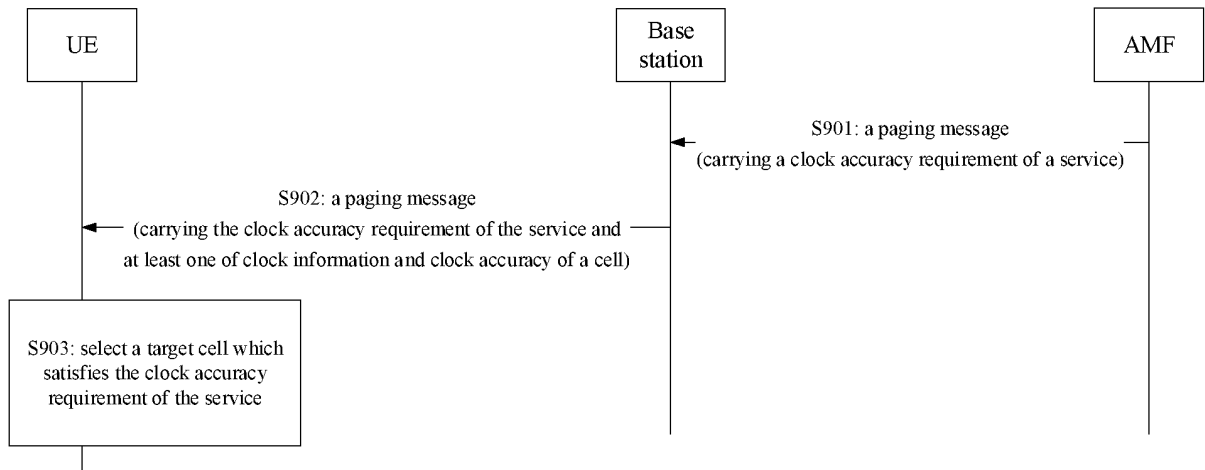 UE
Base
station
AMF
S901: a paging message
(carrying a clock accuracy requirement of a service)
S902: a paging message
(carrying the clock accuracy requirement of the service and
at least one of clock information and clock accuracy of a cell)
S903: select a target cell which
satisfies the clock accuracy
requirement of the service